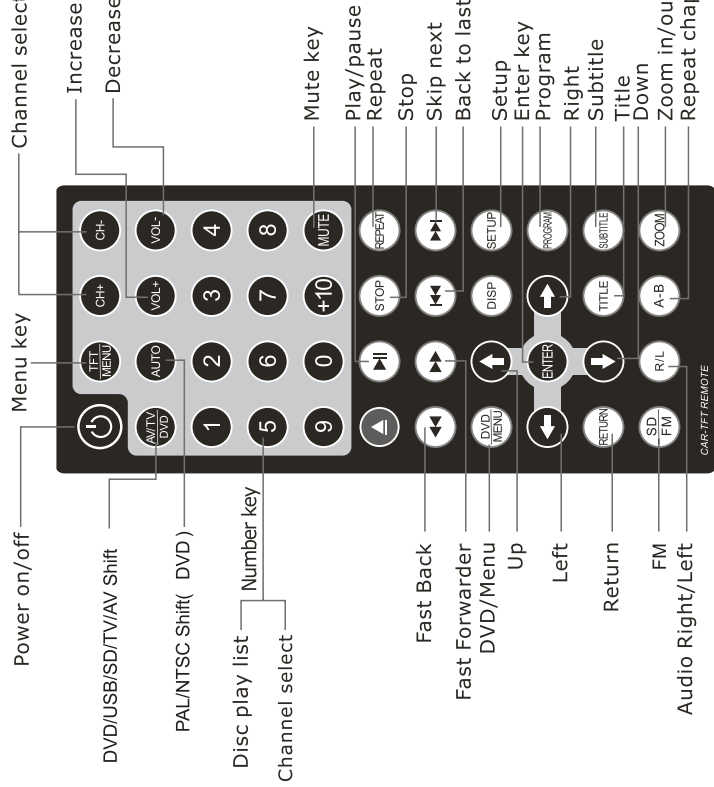 Power on/off
Menu key
Channel select
DVD/USB/SD/TV/AV Shift
Increase
PAL/NTSC Shift( DVD )
Decrease
Disc play list
Number key
Channel select
Mute key
Play/pause
Repeat
Stop
Fast Back
Skip next
Fast Forwarder
Back to last
DVD/Menu
Setup
Up
Enter key
Program
Left
Right
Return
Subtitle
Title
Down
FM
Zoom in/ou
Audio Right/Left
Repeat chap
TFT
MENU
CH+
CH-
AV/TV
DVD
AUTO
VOL+
VOL-
1
2
3
4
5
6
7
8
9
0
+10
MUTE
STOP
REPEAT
DVD
MENU
DISP
SETUP
ENTER
PROGRAM
RETURN
TITLE
SUBTITLE
SD
FM
R/L
A-B
ZOOM
CAR-TFT REMOTE